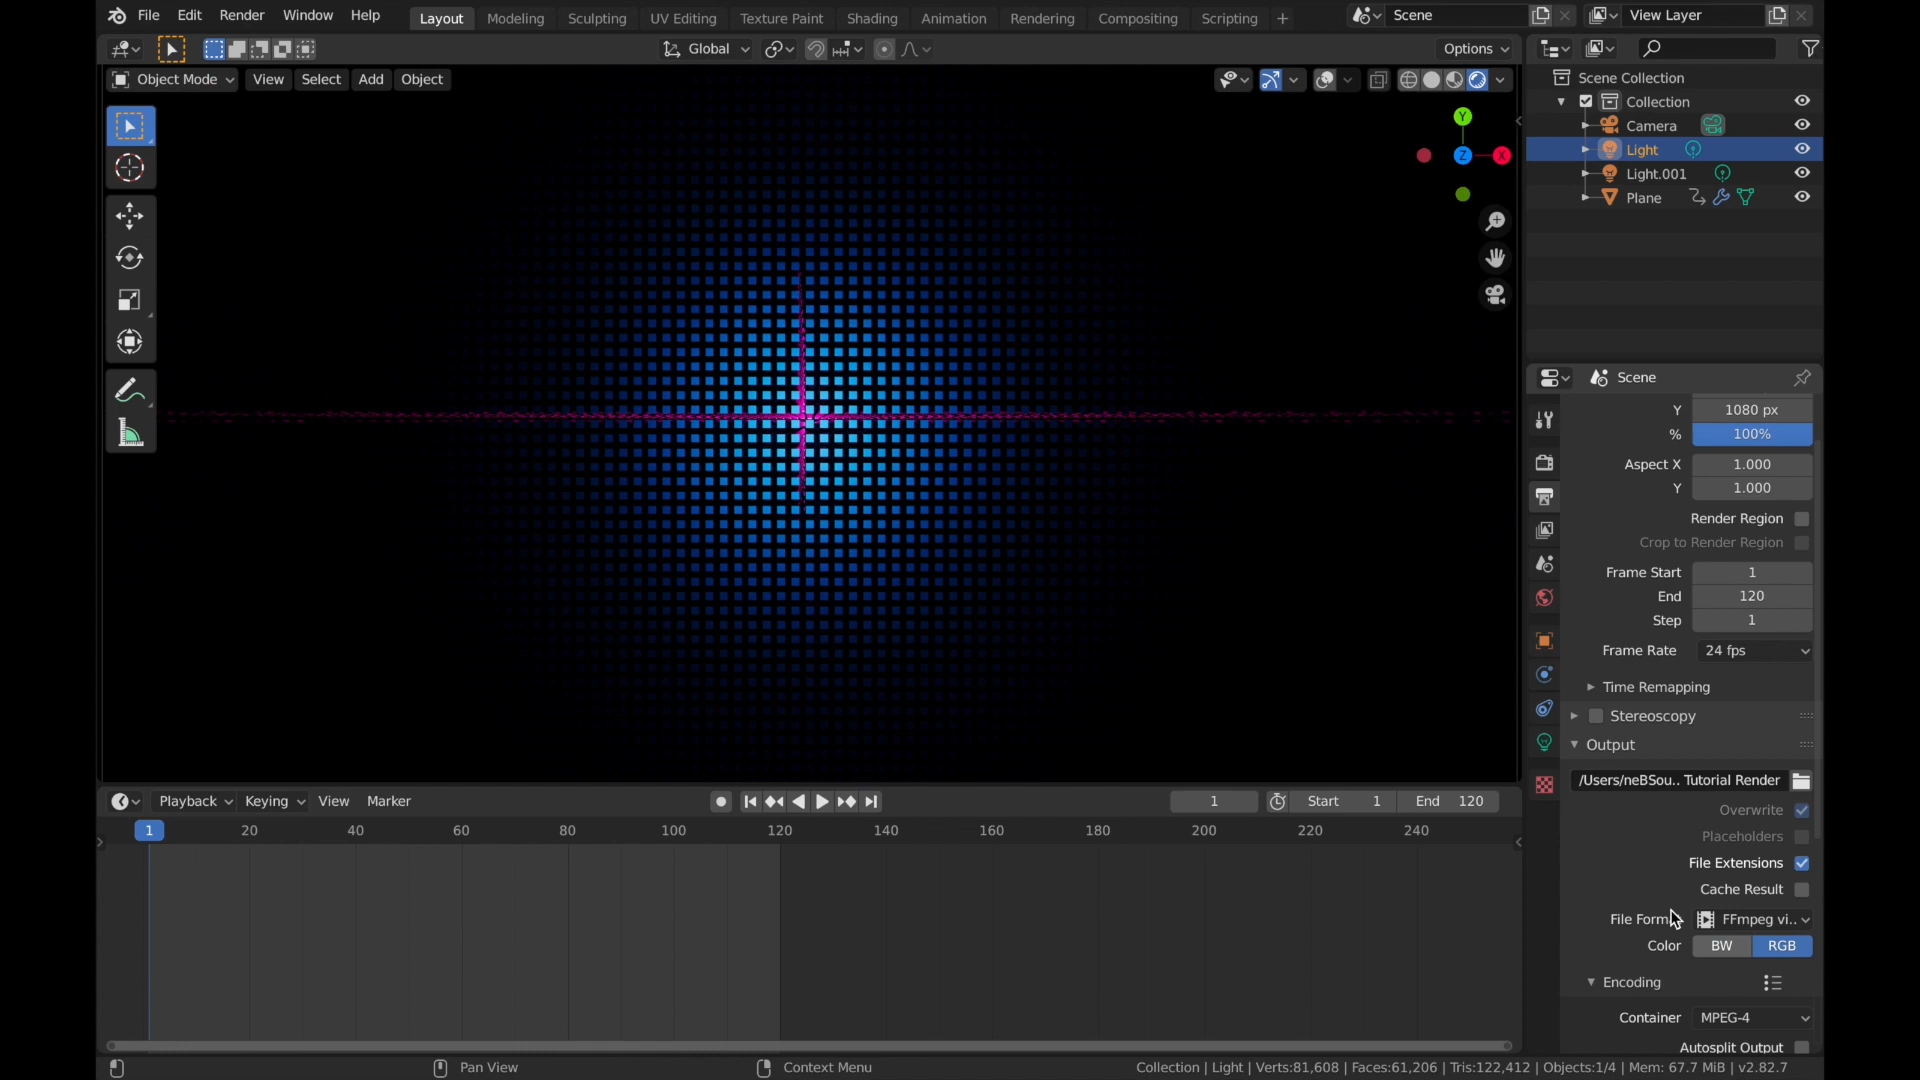 File Edit Render Window Help Layout Modeling Sculpting UV Editing Texture Paint Shading Animation Rendering Compositing Scripting + Scene View Layer
Global Options
Object Mode View Select Add Object
Y
Z
X
Scene Collection
Collection
Camera
Light
Light.001
Plane
Scene
Y 1080 px
% 100%
Aspect X 1.000
Y 1.000
Render Region
Crop to Render Region
Frame Start 1
End 120
Step 1
Frame Rate 24 fps
Time Remapping
Stereoscopy
Output
/Users/neBSou.. Tutorial Render
Overwrite
Placeholders
File Extensions
Cache Result
File Form FFmpeg vi..
Color BW RGB
Encoding
Container MPEG-4
Autosplit Output
Playback Keying View Marker 1 Start 1 End 120
1 20 40 60 80 100 120 140 160 180 200 220 240
Pan View Context Menu Collection | Light | Verts:81,608 | Faces:61,206 | Tris:122,412 | Objects:1/4 | Mem: 67.7 MiB | v2.82.7